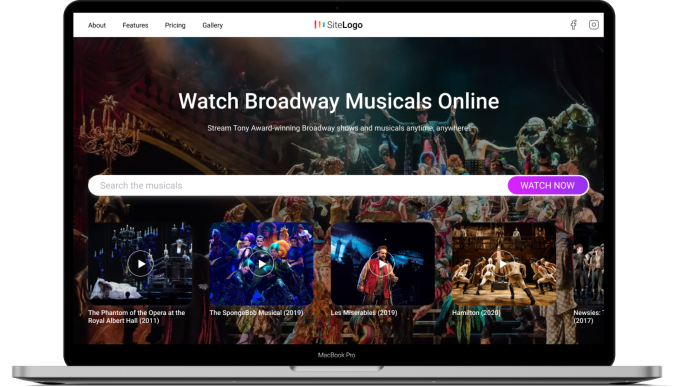 About Features Pricing Gallery SiteLogo
Watch Broadway Musicals Online
Stream Tony Award-winning Broadway shows and musicals anytime, anywhere.
Search the musicals WATCH NOW
The Phantom of the Opera at the
Royal Albert Hall (2011)
The SpongeBob Musical (2019)
Les Miserables (2019)
Hamilton (2020)
Newsies:
(2017)
MacBook Pro